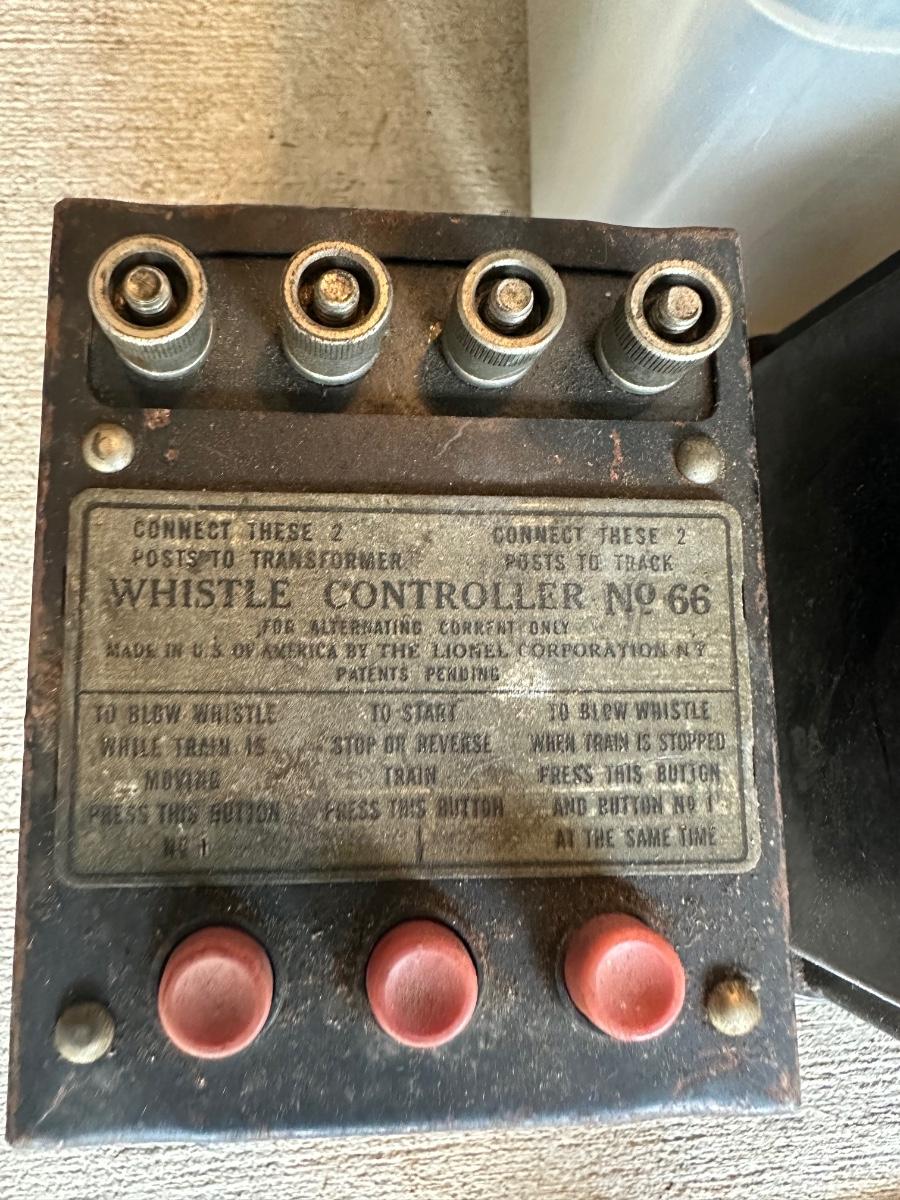 CONNECT THESE 2
POSTS TO TRANSFORMER
CONNECT THESE 2
POSTS TO TRACK
WHISTLE CONTROLLER Nº 66
FOR ALTERNATING CURRENT ONLY
MADE IN U.S. OF AMERICA BY THE LIONEL CORPORATION N.Y.
PATENTS PENDING
TO BLOW WHISTLE
WHILE TRAIN IS
MOVING
PRESS THIS BUTTON
Nº 1
TO START
STOP OR REVERSE
TRAIN
PRESS THIS BUTTON
TO BLOW WHISTLE
WHEN TRAIN IS STOPPED
PRESS THIS BUTTON
AND BUTTON Nº 1
AT THE SAME TIME